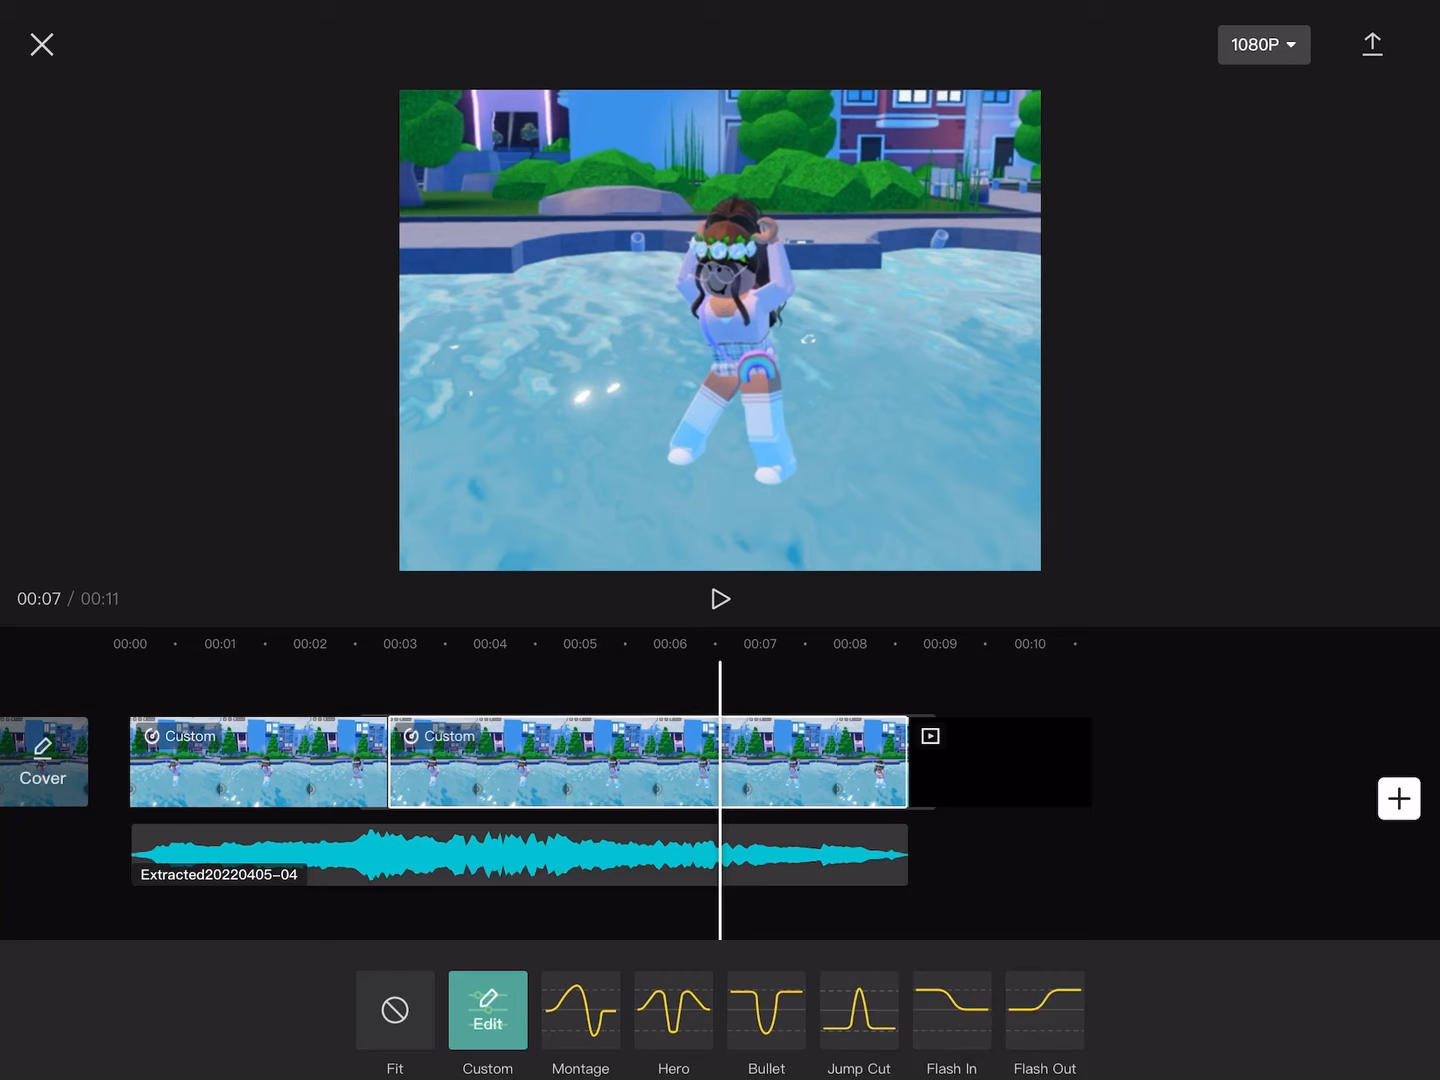 1080P
00:07 / 00:11
00:00 00:01 00:02 00:03 00:04 00:05 00:06 00:07 00:08 00:09 00:10
Cover
Custom
Custom
Extracted20220405-04
Edit
Fit Custom Montage Hero Bullet Jump Cut Flash In Flash Out